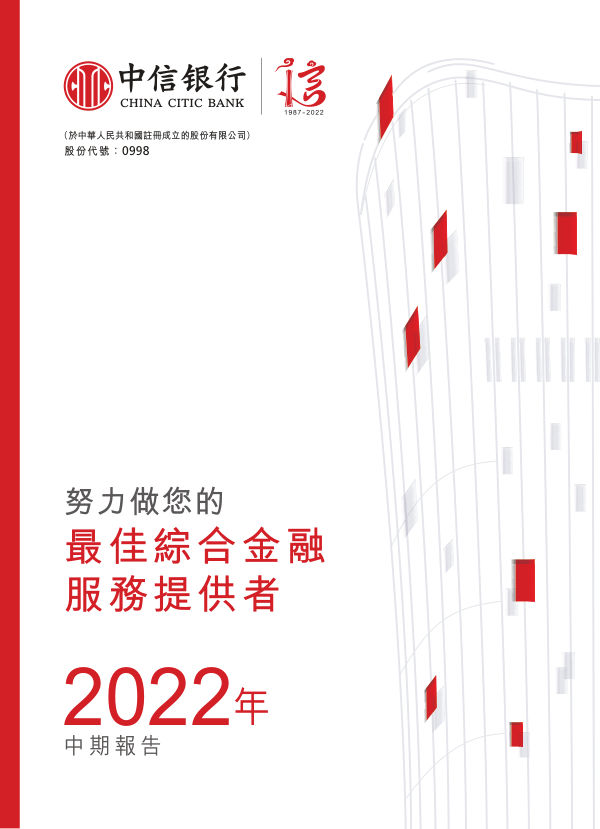 中信银行
CHINA CITIC BANK
信
1987-2022
(於中華人民共和國註冊成立的股份有限公司)
股份代號：0998
努力做您的
最佳綜合金融
服務提供者
2022年
中期報告